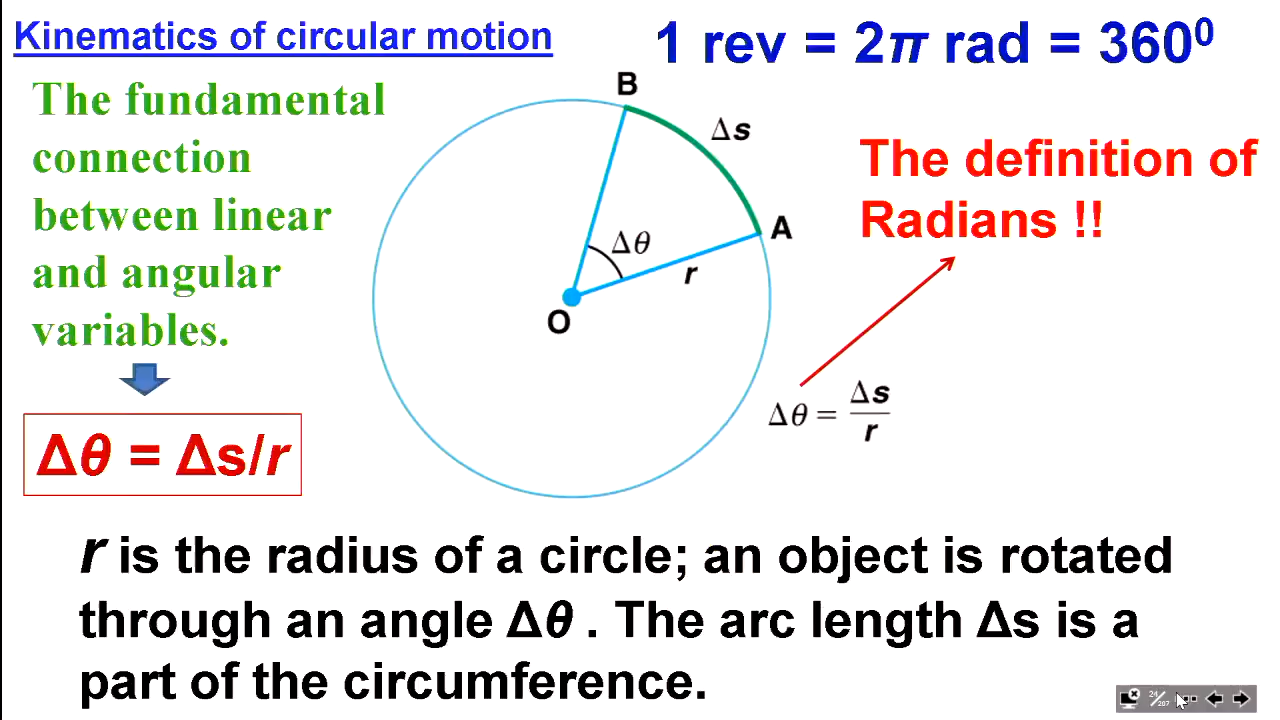 Kinematics of circular motion
1 rev = 2π rad = 360⁰
The fundamental
connection
between linear
and angular
variables.
Δθ = Δs/r
B
Δs
A
Δθ
r
O
The definition of
Radians !!
Δθ = Δs/r
r is the radius of a circle; an object is rotated
through an angle Δθ . The arc length Δs is a
part of the circumference.
24/207